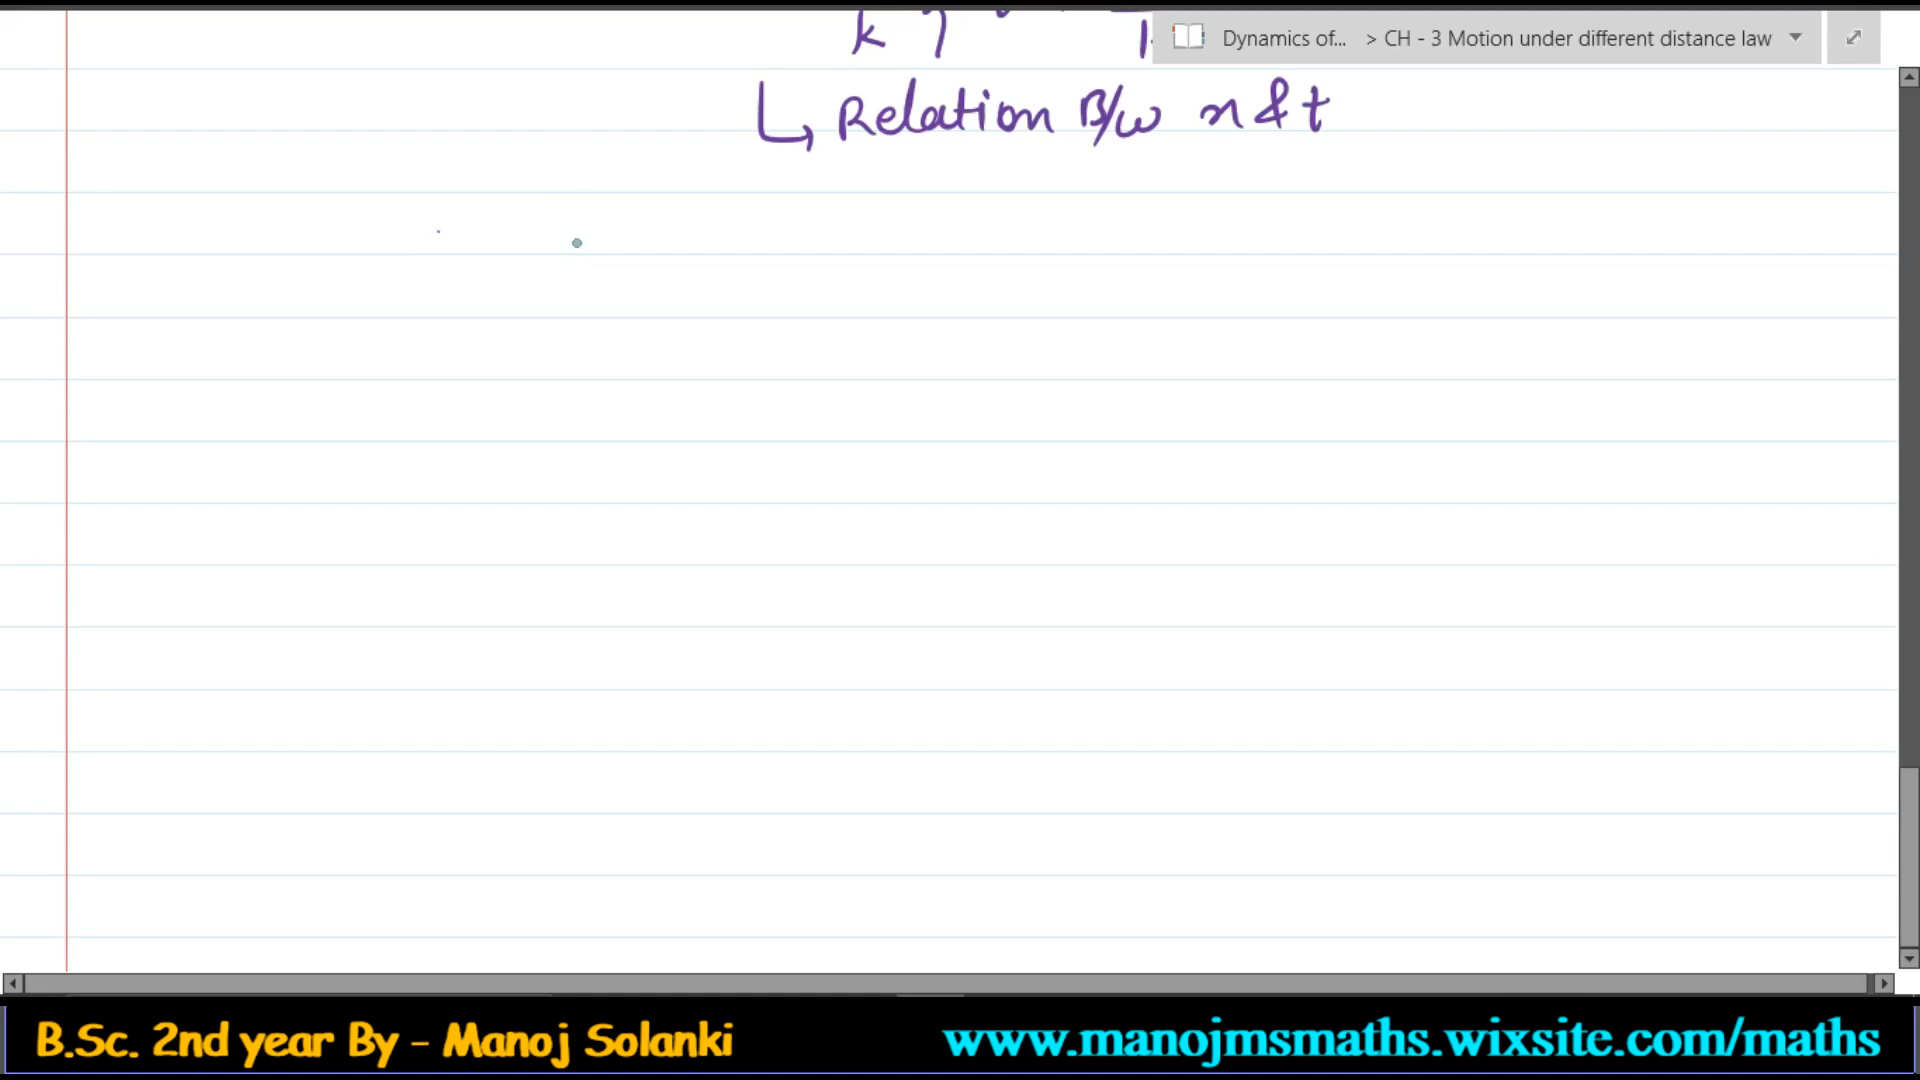 Dynamics of... > CH - 3 Motion under different distance law
k
Relation B/w x & t
B.Sc. 2nd year By - Manoj Solanki
www.manojmsmaths.wixsite.com/maths